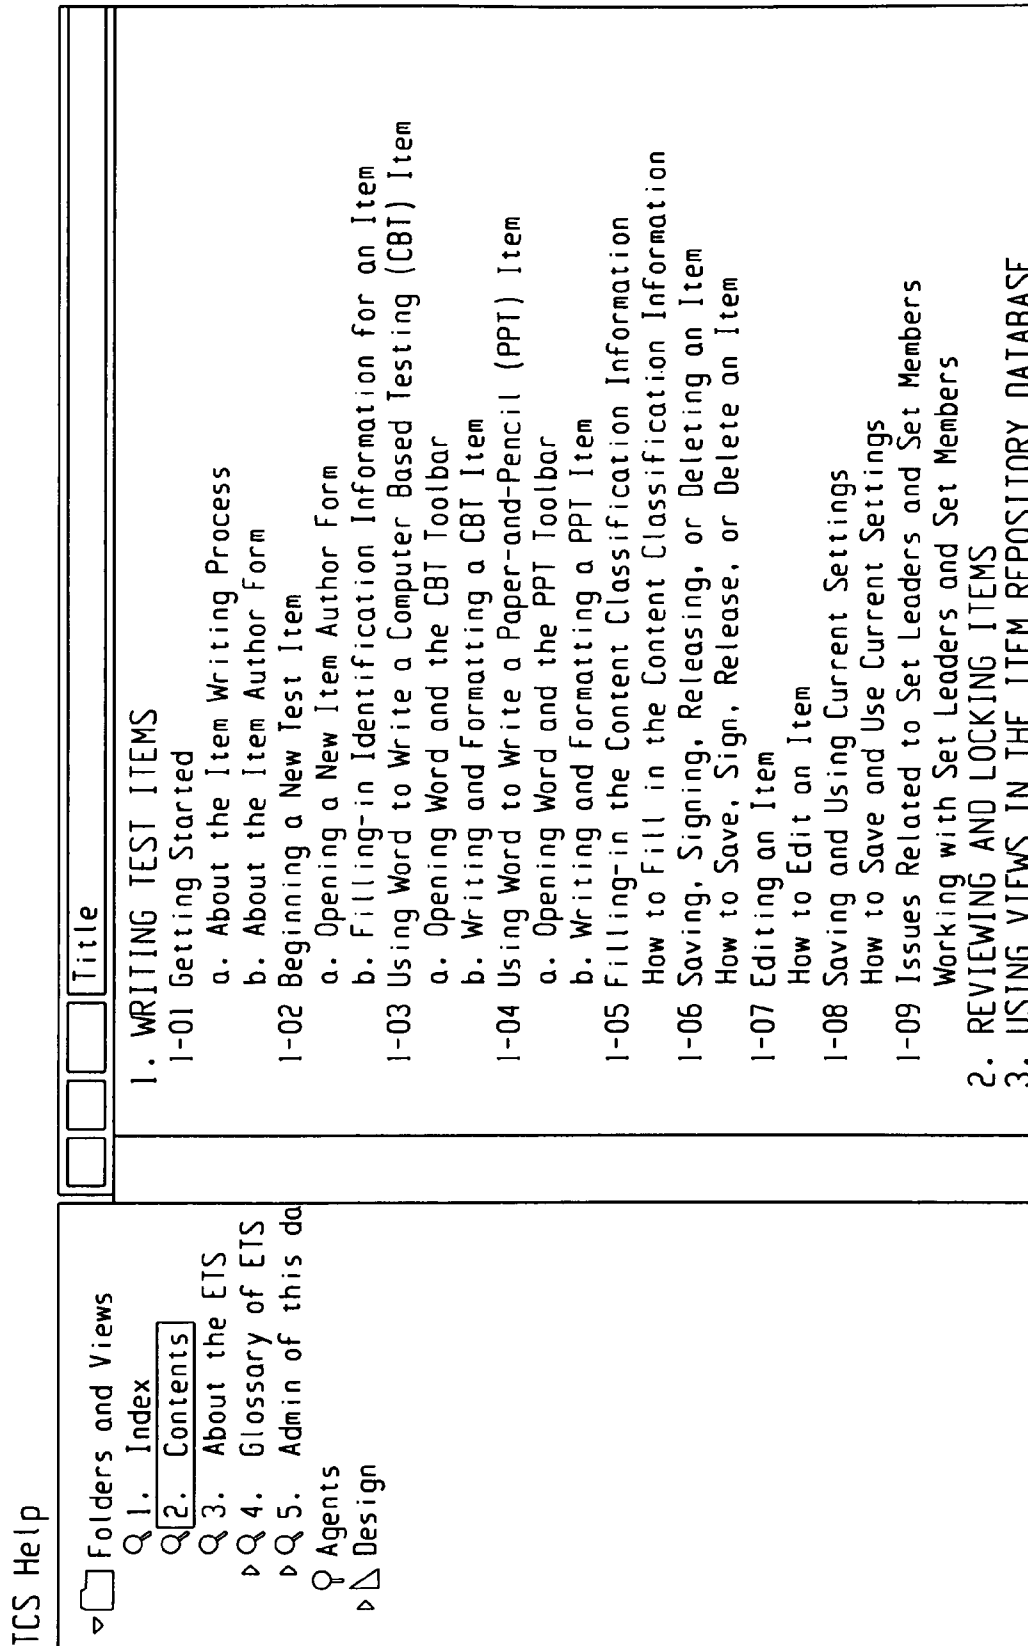 TCS Help
Folders and Views
1. Index
2. Contents
3. About the ETS
4. Glossary of ETS
5. Admin of this da
Agents
Design
Title
1. WRITING TEST ITEMS
1-01 Getting Started
a. About the Item Writing Process
b. About the Item Author Form
1-02 Beginning a New Test Item
a. Opening a New Item Author Form
b. Filling-in Identification Information for an Item
1-03 Using Word to Write a Computer Based Testing (CBT) Item
a. Opening Word and the CBT Toolbar
b. Writing and Formatting a CBT Item
1-04 Using Word to Write a Paper-and-Pencil (PPT) Item
a. Opening Word and the PPT Toolbar
b. Writing and Formatting a PPT Item
1-05 Filling-in the Content Classification Information
How to Fill in the Content Classification Information
1-06 Saving, Signing, Releasing, or Deleting an Item
How to Save, Sign, Release, or Delete an Item
1-07 Editing an Item
How to Edit an Item
1-08 Saving and Using Current Settings
How to Save and Use Current Settings
1-09 Issues Related to Set Leaders and Set Members
Working with Set Leaders and Set Members
2. REVIEWING AND LOCKING ITEMS
3. USING VIEWS IN THE ITEM REPOSITORY DATABASE